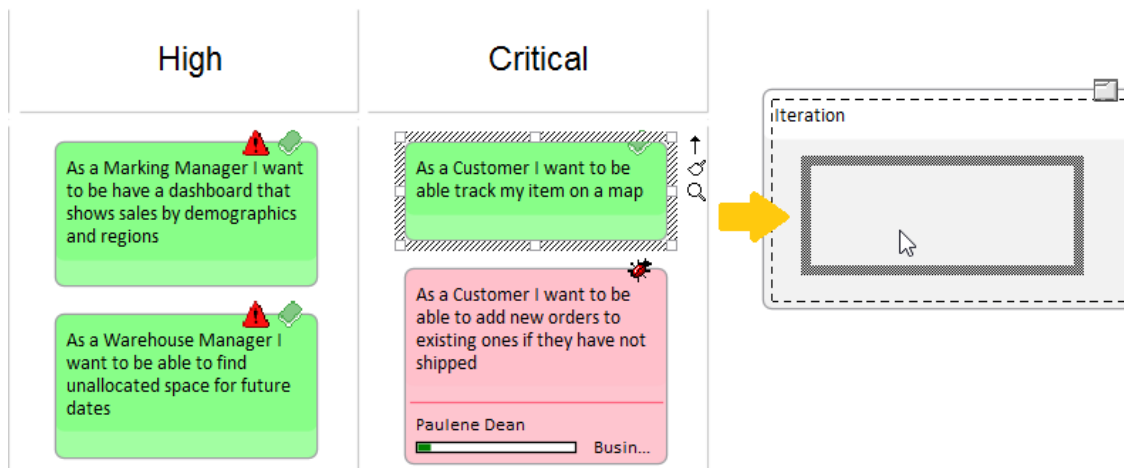 High
Critical
Iteration
As a Marking Manager I want
to be have a dashboard that
shows sales by demographics
and regions
As a Customer I want to be
able track my item on a map
As a Warehouse Manager I
want to be able to find
unallocated space for future
dates
As a Customer I want to be
able to add new orders to
existing ones if they have not
shipped
Paulene Dean
Busin...